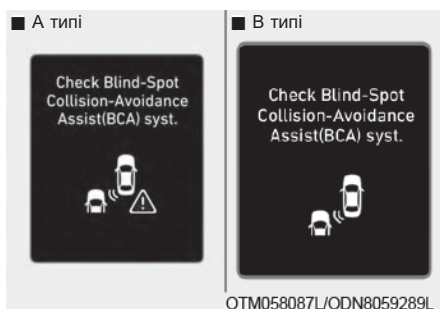 ■ А типі
Check Blind-Spot
Collision-Avoidance
Assist(BCA) syst.
■ В типі
Check Blind-Spot
Collision-Avoidance
Assist(BCA) syst.
OTM058087L/ODN8059289L